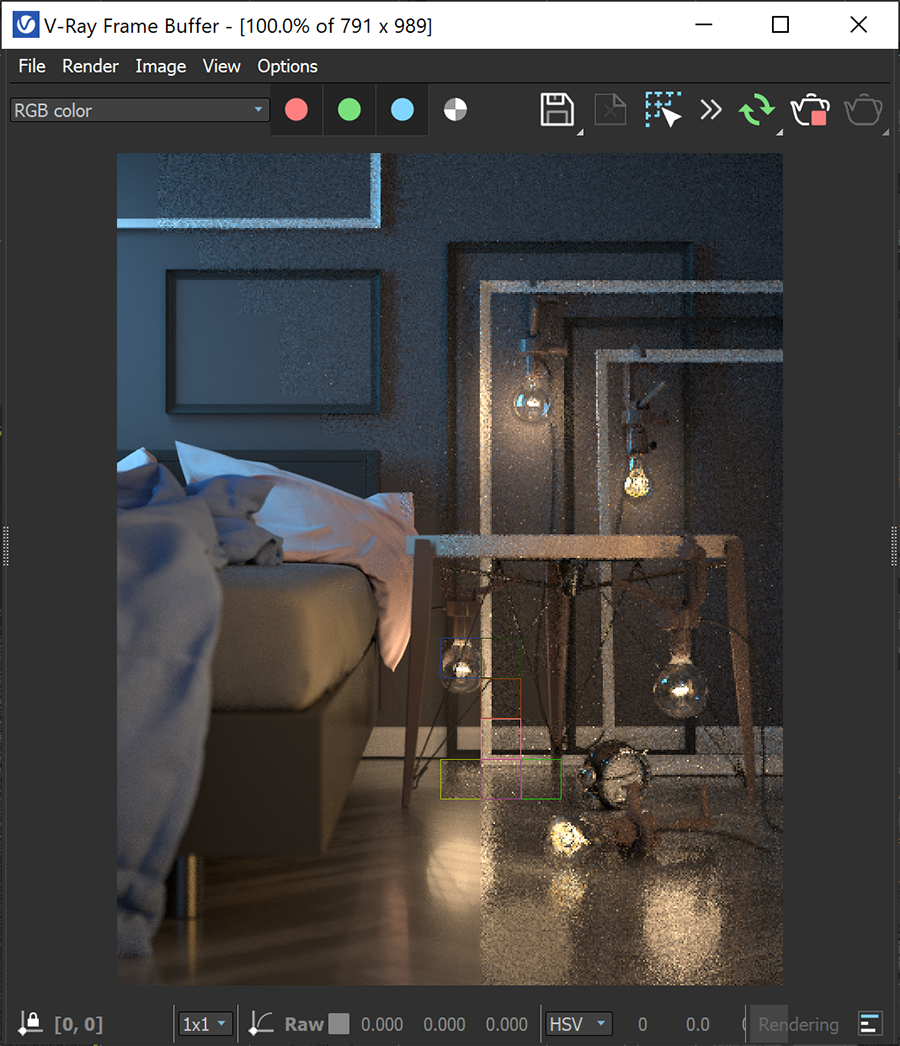 V-Ray Frame Buffer - [100.0% of 791 x 989]
File Render Image View Options
RGB color
[0, 0] 1x1 Raw 0.000 0.000 0.000 HSV 0 0.0 Rendering